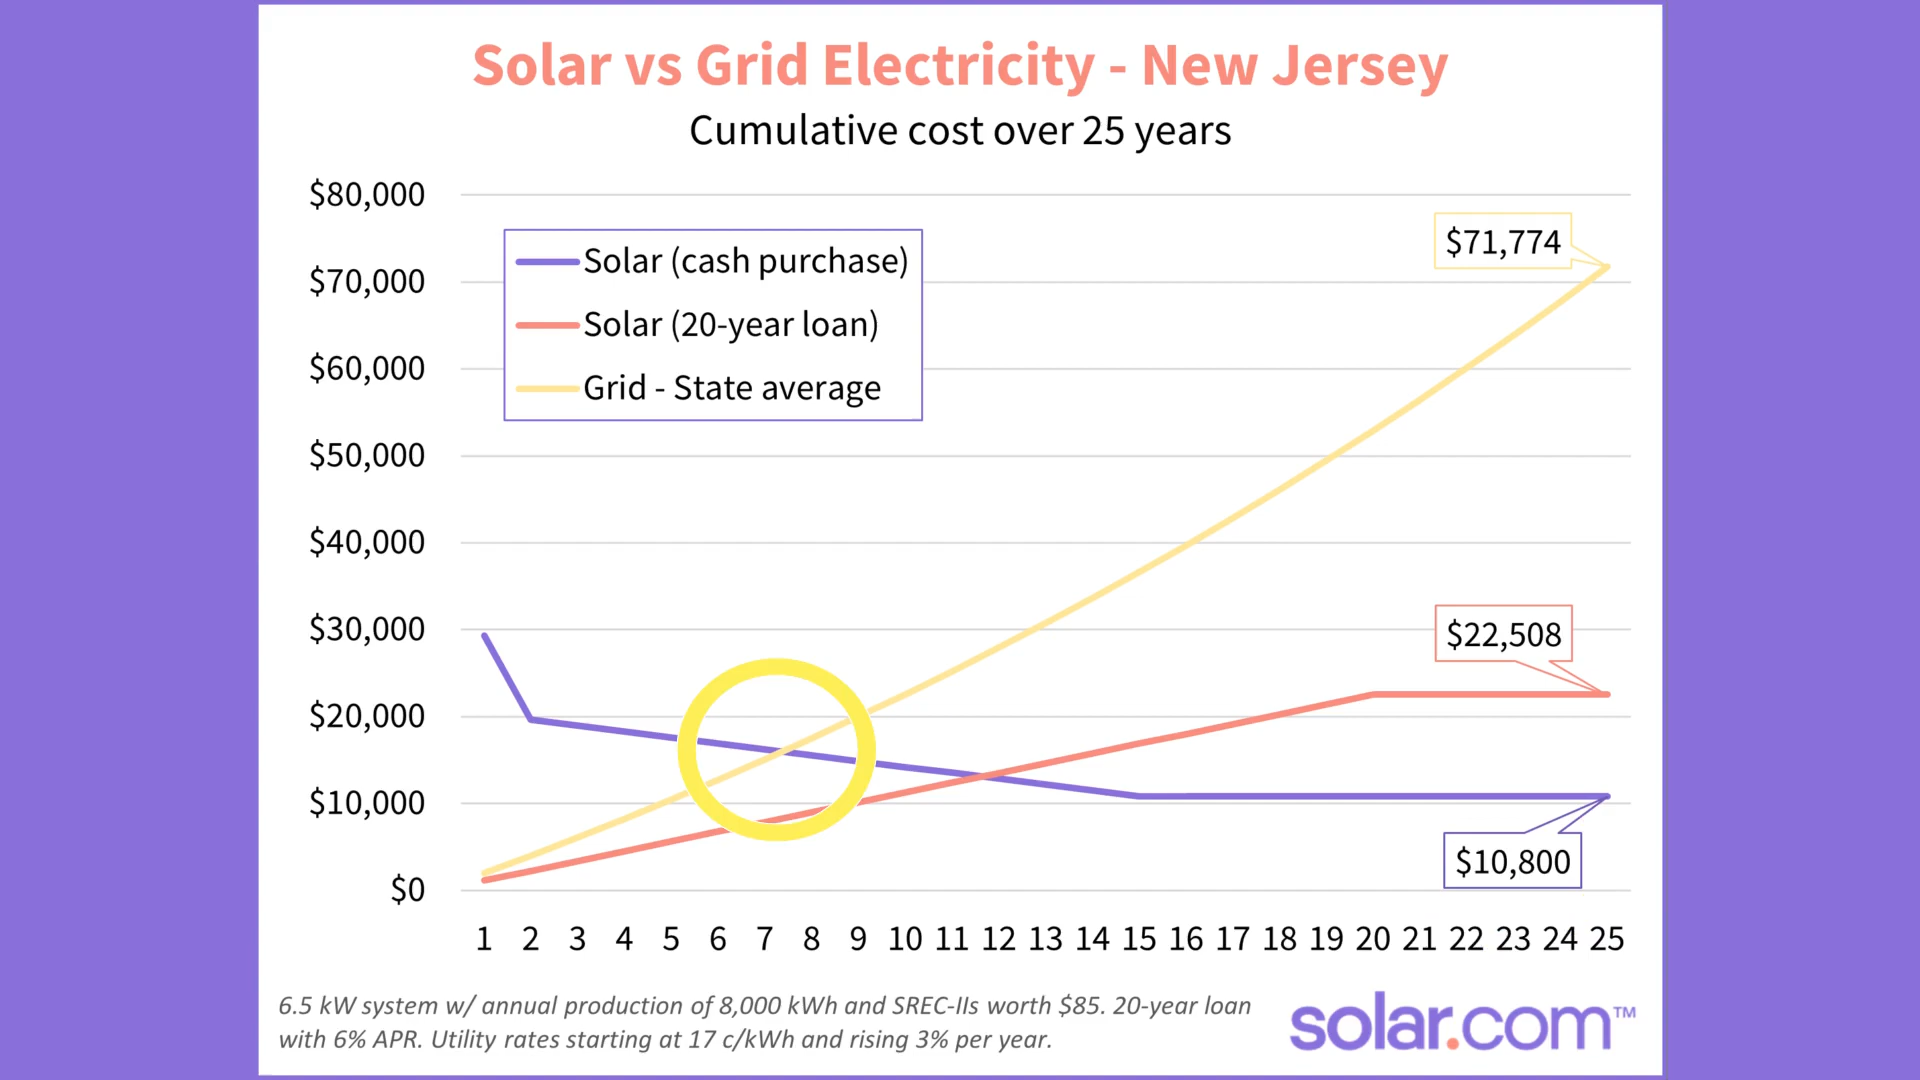 Solar vs Grid Electricity - New Jersey
Cumulative cost over 25 years
$80,000
$70,000
$60,000
$50,000
$40,000
$30,000
$20,000
$10,000
$0
Solar (cash purchase)
Solar (20-year loan)
Grid - State average
$71,774
$22,508
$10,800
1 2 3 4 5 6 7 8 9 10 11 12 13 14 15 16 17 18 19 20 21 22 23 24 25
6.5 kW system w/ annual production of 8,000 kWh and SREC-IIs worth $85. 20-year loan
with 6% APR. Utility rates starting at 17 c/kWh and rising 3% per year.
solar.com™